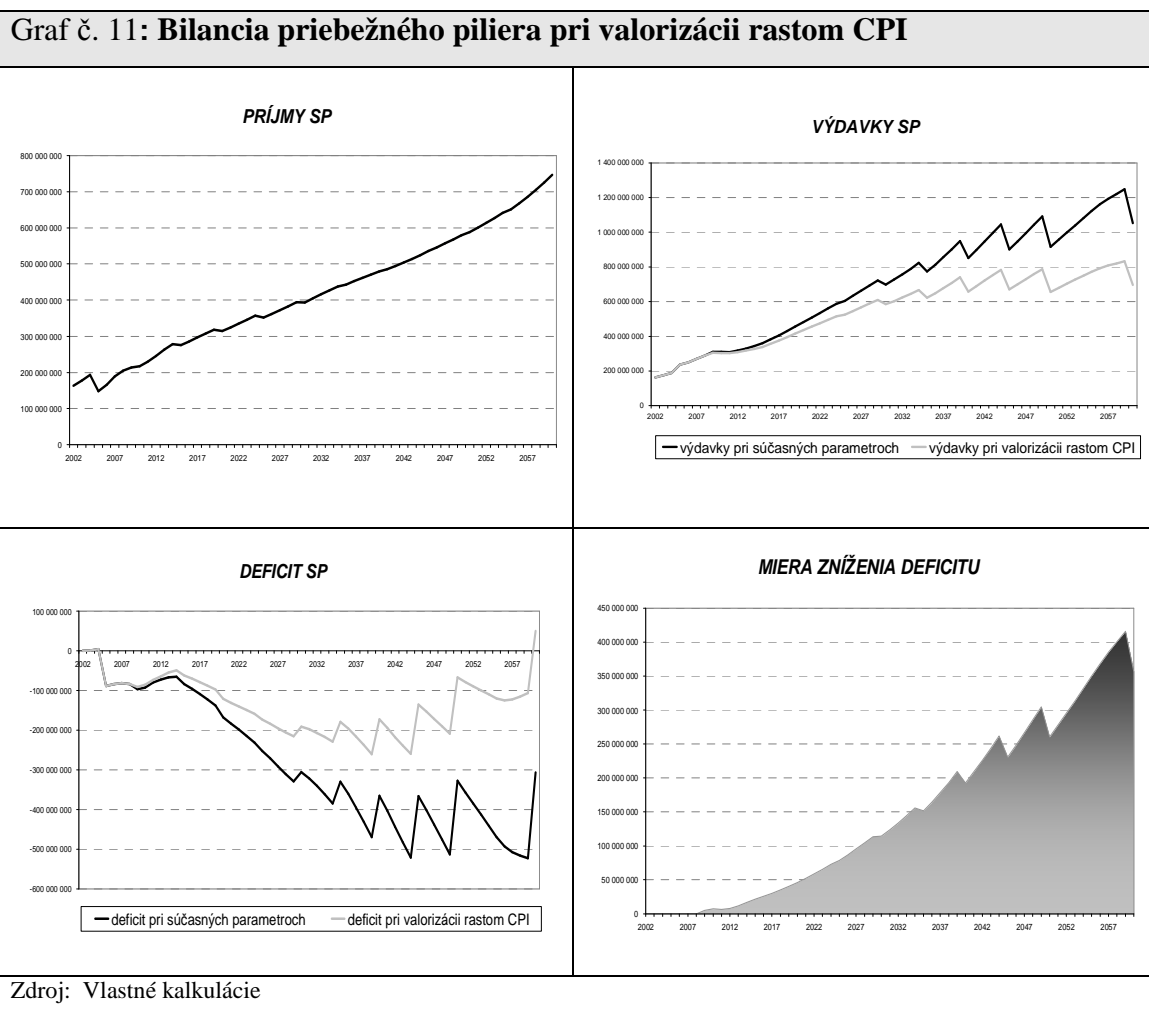 Graf č. 11: Bilancia priebežného piliera pri valorizácii rastom CPI
PRÍJMY SP
800 000 000
700 000 000
600 000 000
500 000 000
400 000 000
300 000 000
200 000 000
100 000 000
0
2002 2007 2012 2017 2022 2027 2032 2037 2042 2047 2052 2057
VÝDAVKY SP
1 400 000 000
1 200 000 000
1 000 000 000
800 000 000
600 000 000
400 000 000
200 000 000
0
2002 2007 2012 2017 2022 2027 2032 2037 2042 2047 2052 2057
výdavky pri súčasných parametroch výdavky pri valorizácii rastom CPI
DEFICIT SP
100 000 000
0
2002 2007 2012 2017 2022 2027 2032 2037 2042 2047 2052 2057
-100 000 000
-200 000 000
-300 000 000
-400 000 000
-500 000 000
-600 000 000
deficit pri súčasných parametroch deficit pri valorizácii rastom CPI
MIERA ZNÍŽENIA DEFICITU
450 000 000
400 000 000
350 000 000
300 000 000
250 000 000
200 000 000
150 000 000
100 000 000
50 000 000
0
2002 2007 2012 2017 2022 2027 2032 2037 2042 2047 2052 2057
Zdroj: Vlastné kalkulácie